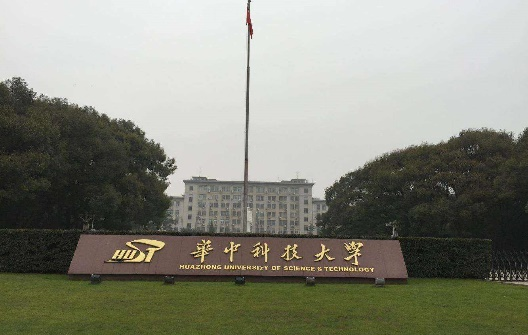 HUST
華中科技大學
HUAZHONG UNIVERSITY OF SCIENCE & TECHNOLOGY